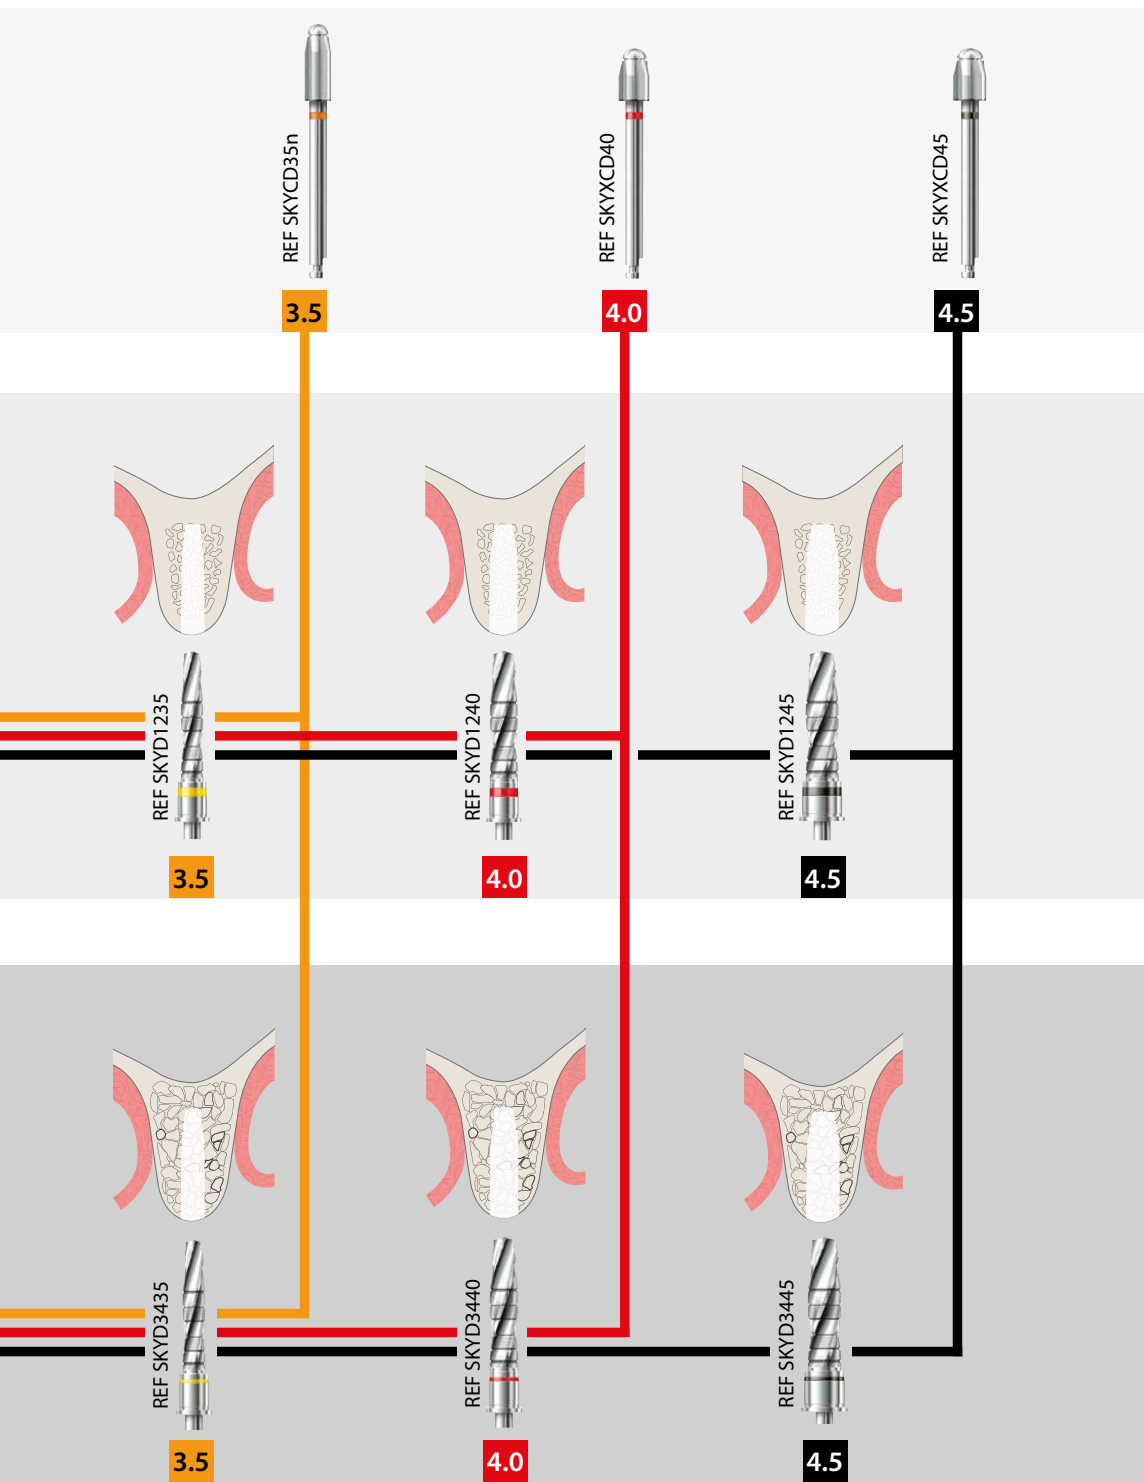 REF SKYCD35n
REF SKYXCD40
REF SKYXCD45
3.5
4.0
4.5
REF SKYD1235
REF SKYD1240
REF SKYD1245
3.5
4.0
4.5
REF SKYD3435
REF SKYD3440
REF SKYD3445
3.5
4.0
4.5